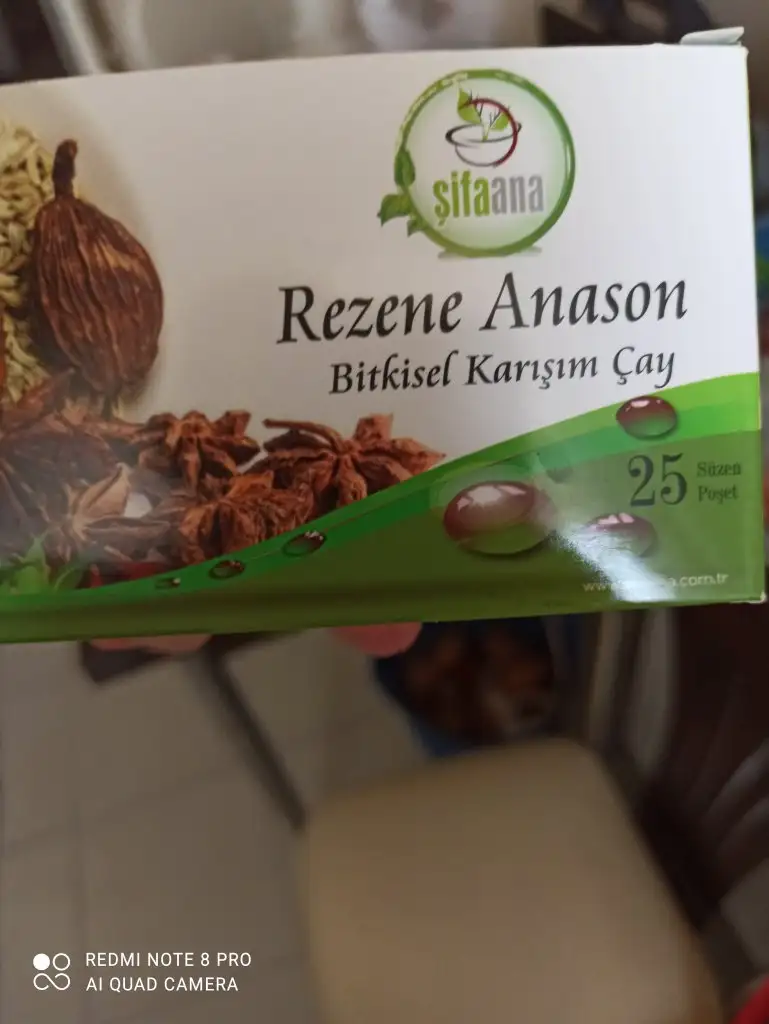 şifaana
Rezene Anason
Bitkisel Karışım Çay
25 Süzen
Poşet
REDMI NOTE 8 PRO
AI QUAD CAMERA